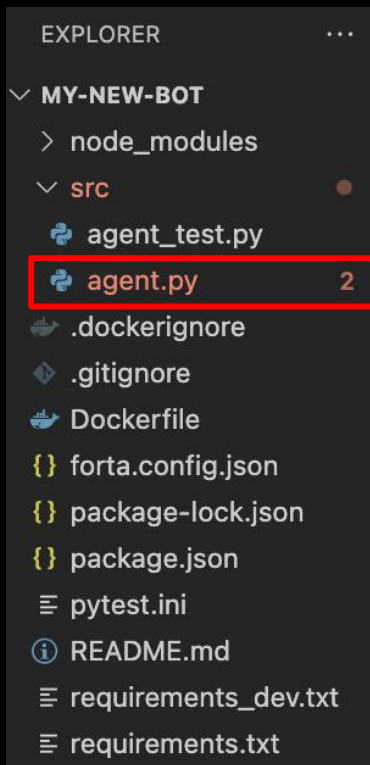 EXPLORER ...
MY-NEW-BOT
node_modules
src
agent_test.py
agent.py 2
.dockerignore
.gitignore
Dockerfile
{} forta.config.json
{} package-lock.json
{} package.json
pytest.ini
README.md
requirements_dev.txt
requirements.txt